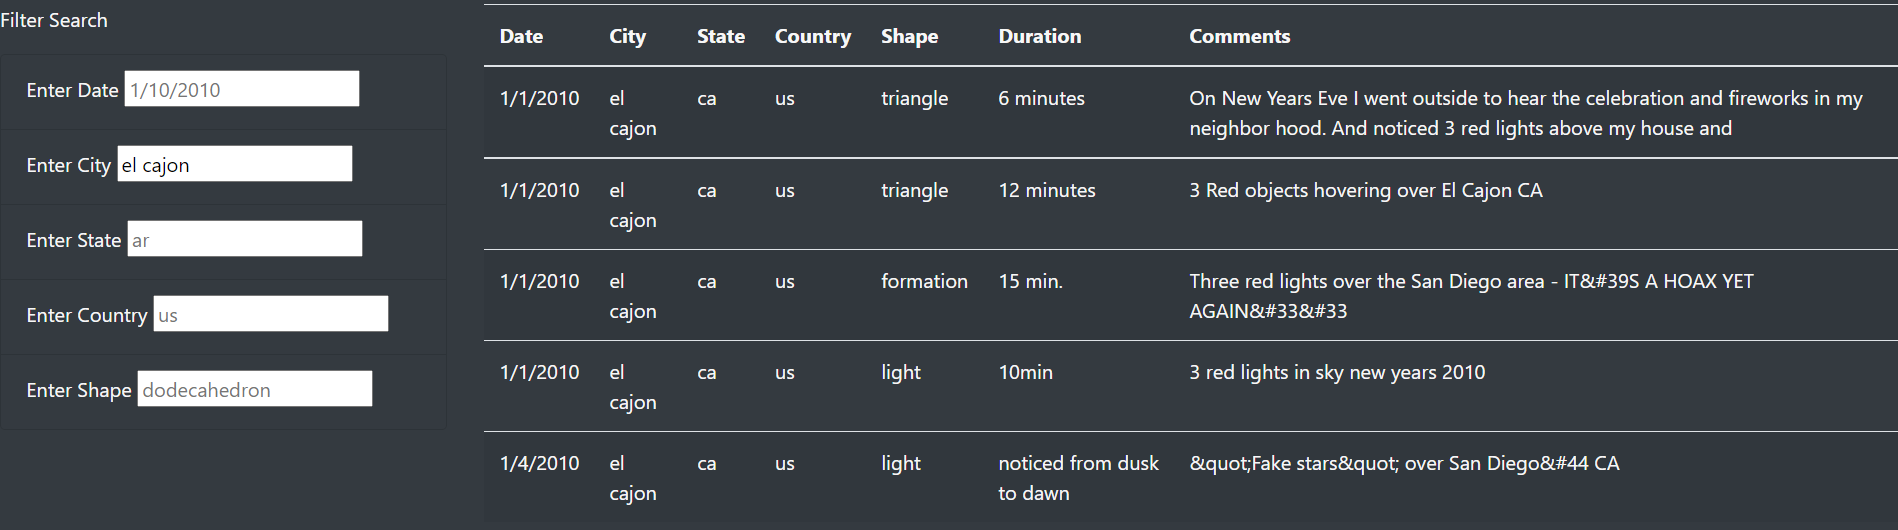 Filter Search
Enter Date 1/10/2010
Enter City el cajon
Enter State ar
Enter Country us
Enter Shape dodecahedron
Date City State Country Shape Duration Comments
1/1/2010 el ca us triangle 6 minutes On New Years Eve I went outside to hear the celebration and fireworks in my
cajon neighbor hood. And noticed 3 red lights above my house and
1/1/2010 el ca us triangle 12 minutes 3 Red objects hovering over El Cajon CA
cajon
1/1/2010 el ca us formation 15 min. Three red lights over the San Diego area - IT&#39S A HOAX YET
cajon AGAIN&#33&#33
1/1/2010 el ca us light 10min 3 red lights in sky new years 2010
cajon
1/4/2010 el ca us light noticed from dusk &quot;Fake stars&quot; over San Diego&#44 CA
cajon to dawn